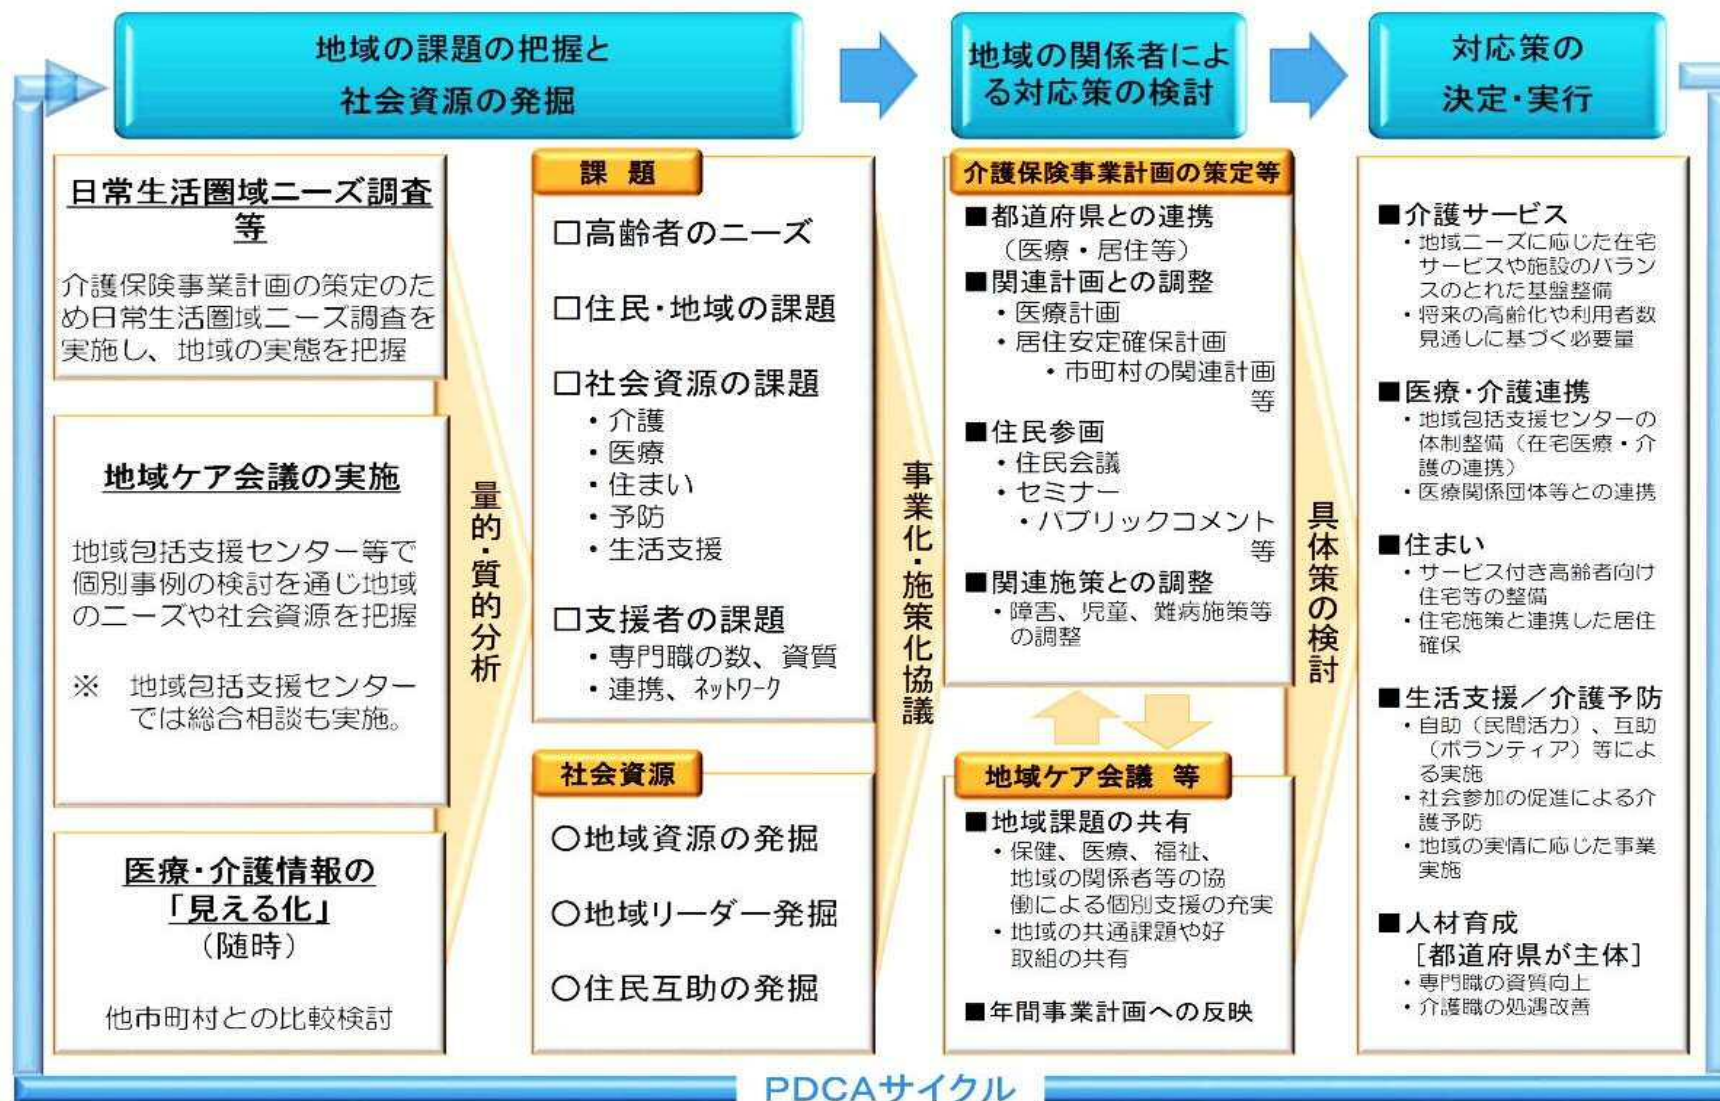 地域の課題の把握と
社会資源の発掘
地域の関係者によ
る対応策の検討
対応策の
決定・実行
日常生活圏域ニーズ調査
等
介護保険事業計画の策定のた
め日常生活圏域ニーズ調査を
実施し、地域の実態を把握
地域ケア会議の実施
地域包括支援センター等で
個別事例の検討を通じ地域
のニーズや社会資源を把握
※　地域包括支援センター
では総合相談も実施。
医療・介護情報の
「見える化」
（随時）
他市町村との比較検討
量的・質的分析
課　題
□高齢者のニーズ
□住民・地域の課題
□社会資源の課題
・介護
・医療
・住まい
・予防
・生活支援
□支援者の課題
・専門職の数、資質
・連携、ネットワーク
社会資源
○地域資源の発掘
○地域リーダー発掘
○住民互助の発掘
事業化・施策化協議
介護保険事業計画の策定等
■都道府県との連携
（医療・居住等）
■関連計画との調整
・医療計画
・居住安定確保計画
・市町村の関連計画
等
■住民参画
・住民会議
・セミナー
・パブリックコメント
等
■関連施策との調整
・障害、児童、難病施策等
の調整
地域ケア会議　等
■地域課題の共有
・保健、医療、福祉、
地域の関係者等の協
働による個別支援の充実
・地域の共通課題や好
取組の共有
■年間事業計画への反映
具体策の検討
■介護サービス
・地域ニーズに応じた在宅
サービスや施設のバラン
スのとれた基盤整備
・将来の高齢化や利用者数
見通しに基づく必要量
■医療・介護連携
・地域包括支援センターの
体制整備（在宅医療・介
護の連携）
・医療関係団体等との連携
■住まい
・サービス付き高齢者向け
住宅等の整備
・住宅施策と連携した居住
確保
■生活支援／介護予防
・自助（民間活力）、互助
（ボランティア）等によ
る実施
・社会参加の促進による介
護予防
・地域の実情に応じた事業
実施
■人材育成
［都道府県が主体］
・専門職の資質向上
・介護職の処遇改善
PDCAサイクル